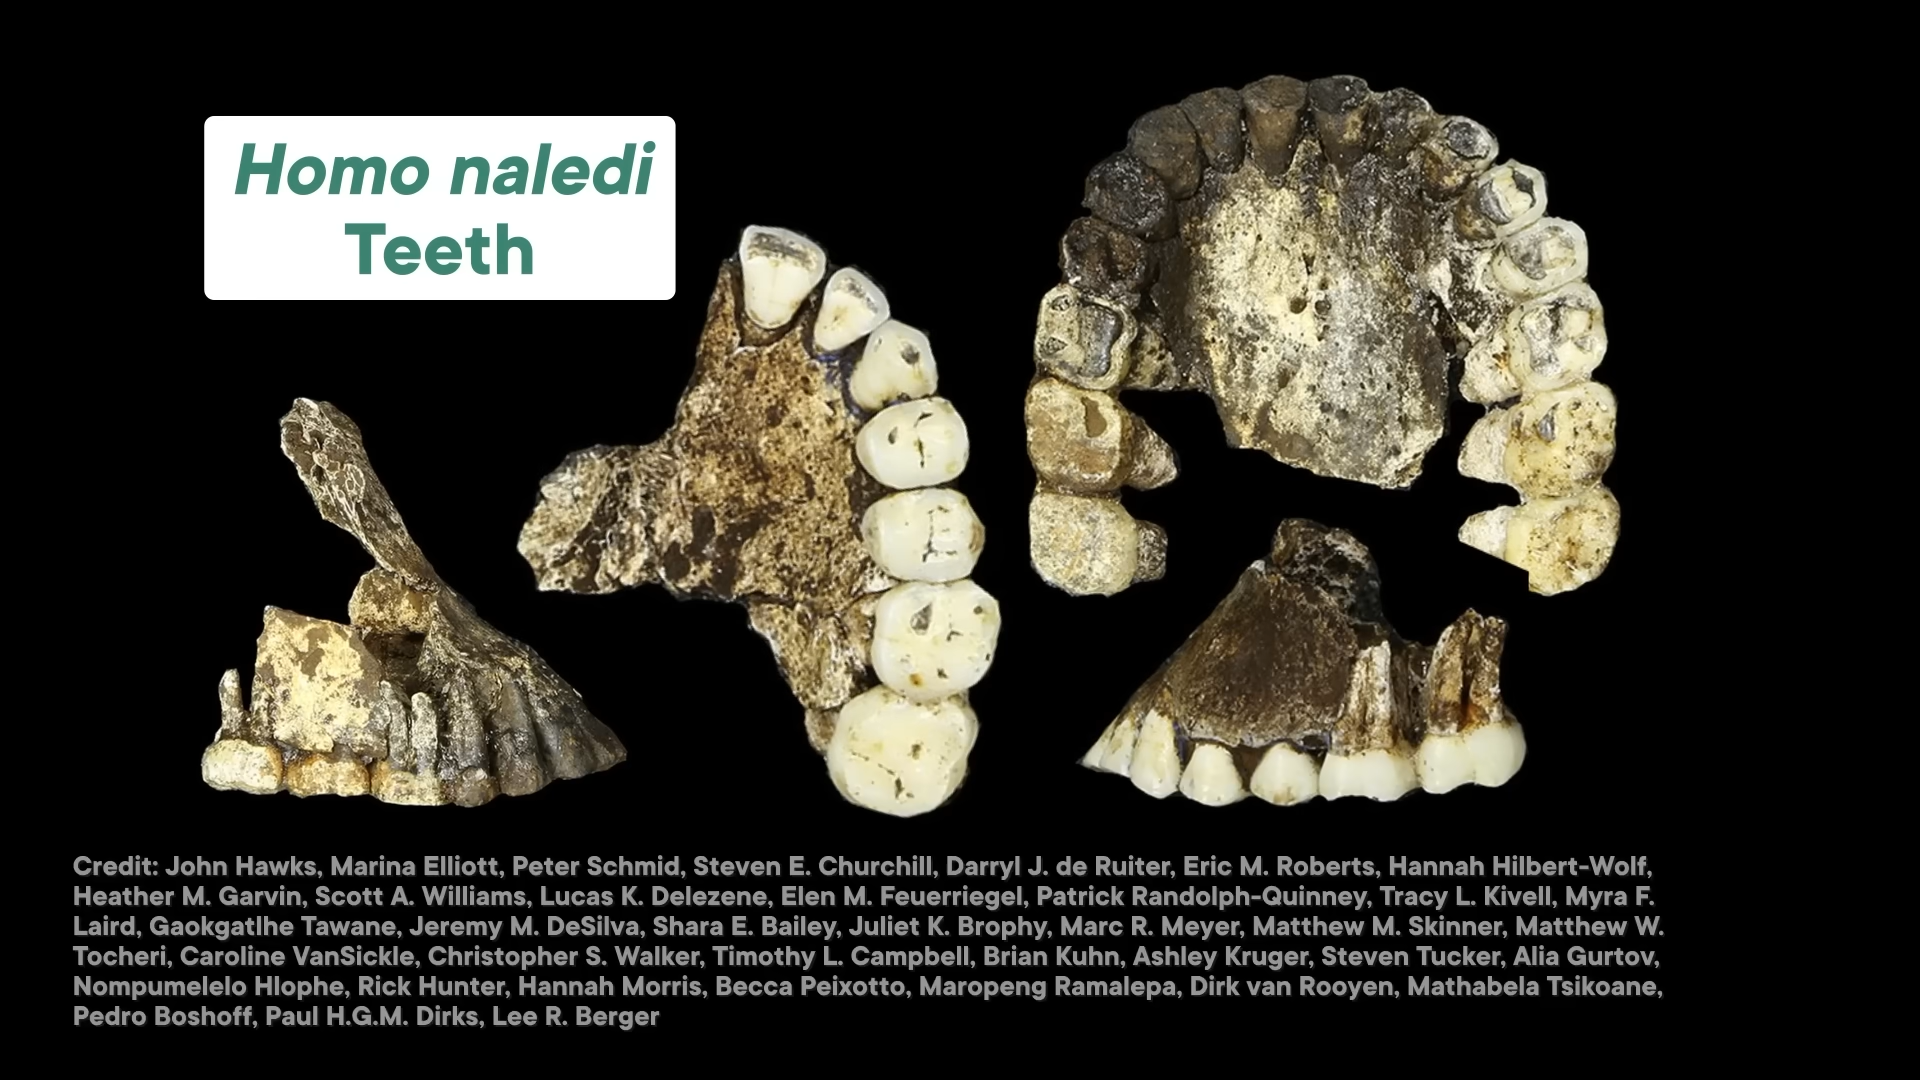 Homo naledi
Teeth
Credit: John Hawks, Marina Elliott, Peter Schmid, Steven E. Churchill, Darryl J. de Ruiter, Eric M. Roberts, Hannah Hilbert-Wolf,
Heather M. Garvin, Scott A. Williams, Lucas K. Delezene, Elen M. Feuerriegel, Patrick Randolph-Quinney, Tracy L. Kivell, Myra F.
Laird, Gaokgatlhe Tawane, Jeremy M. DeSilva, Shara E. Bailey, Juliet K. Brophy, Marc R. Meyer, Matthew M. Skinner, Matthew W.
Tocheri, Caroline VanSickle, Christopher S. Walker, Timothy L. Campbell, Brian Kuhn, Ashley Kruger, Steven Tucker, Alia Gurtov,
Nompumelelo Hlophe, Rick Hunter, Hannah Morris, Becca Peixotto, Maropeng Ramalepa, Dirk van Rooyen, Mathabela Tsikoane,
Pedro Boshoff, Paul H.G.M. Dirks, Lee R. Berger